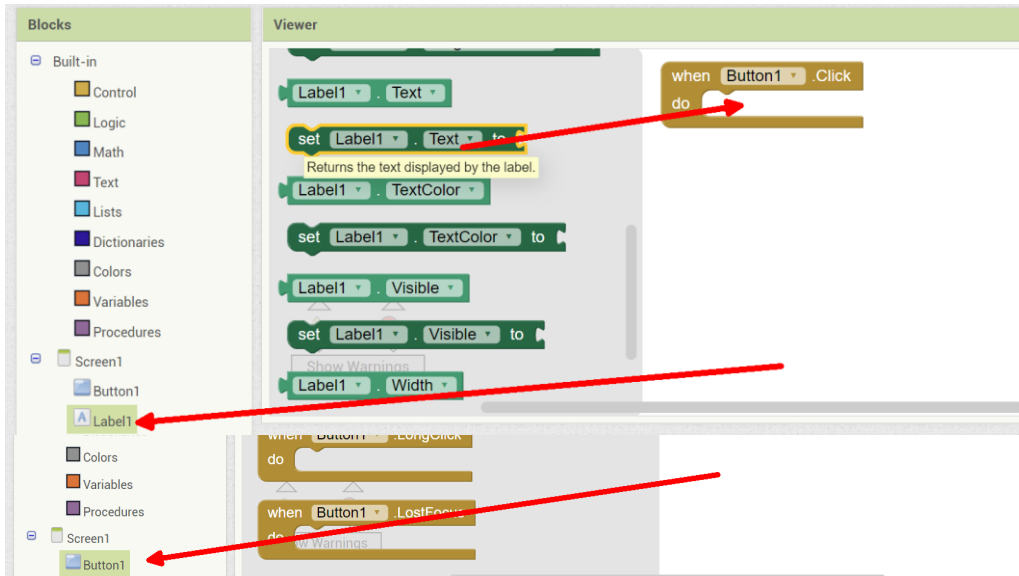 Blocks
Viewer
Built-in
Control
Logic
Math
Text
Lists
Dictionaries
Colors
Variables
Procedures
Screen1
Button1
Label1
Label1 . Text
set Label1 . Text to
Returns the text displayed by the label.
Label1 . TextColor
set Label1 . TextColor to
Label1 . Visible
set Label1 . Visible to
Show Warnings
Label1 . Width
when Button1 .Click
do
Colors
Variables
Procedures
Screen1
Button1
when Button1 .LongClick
do
when Button1 .LostFocus
do
w Warnings